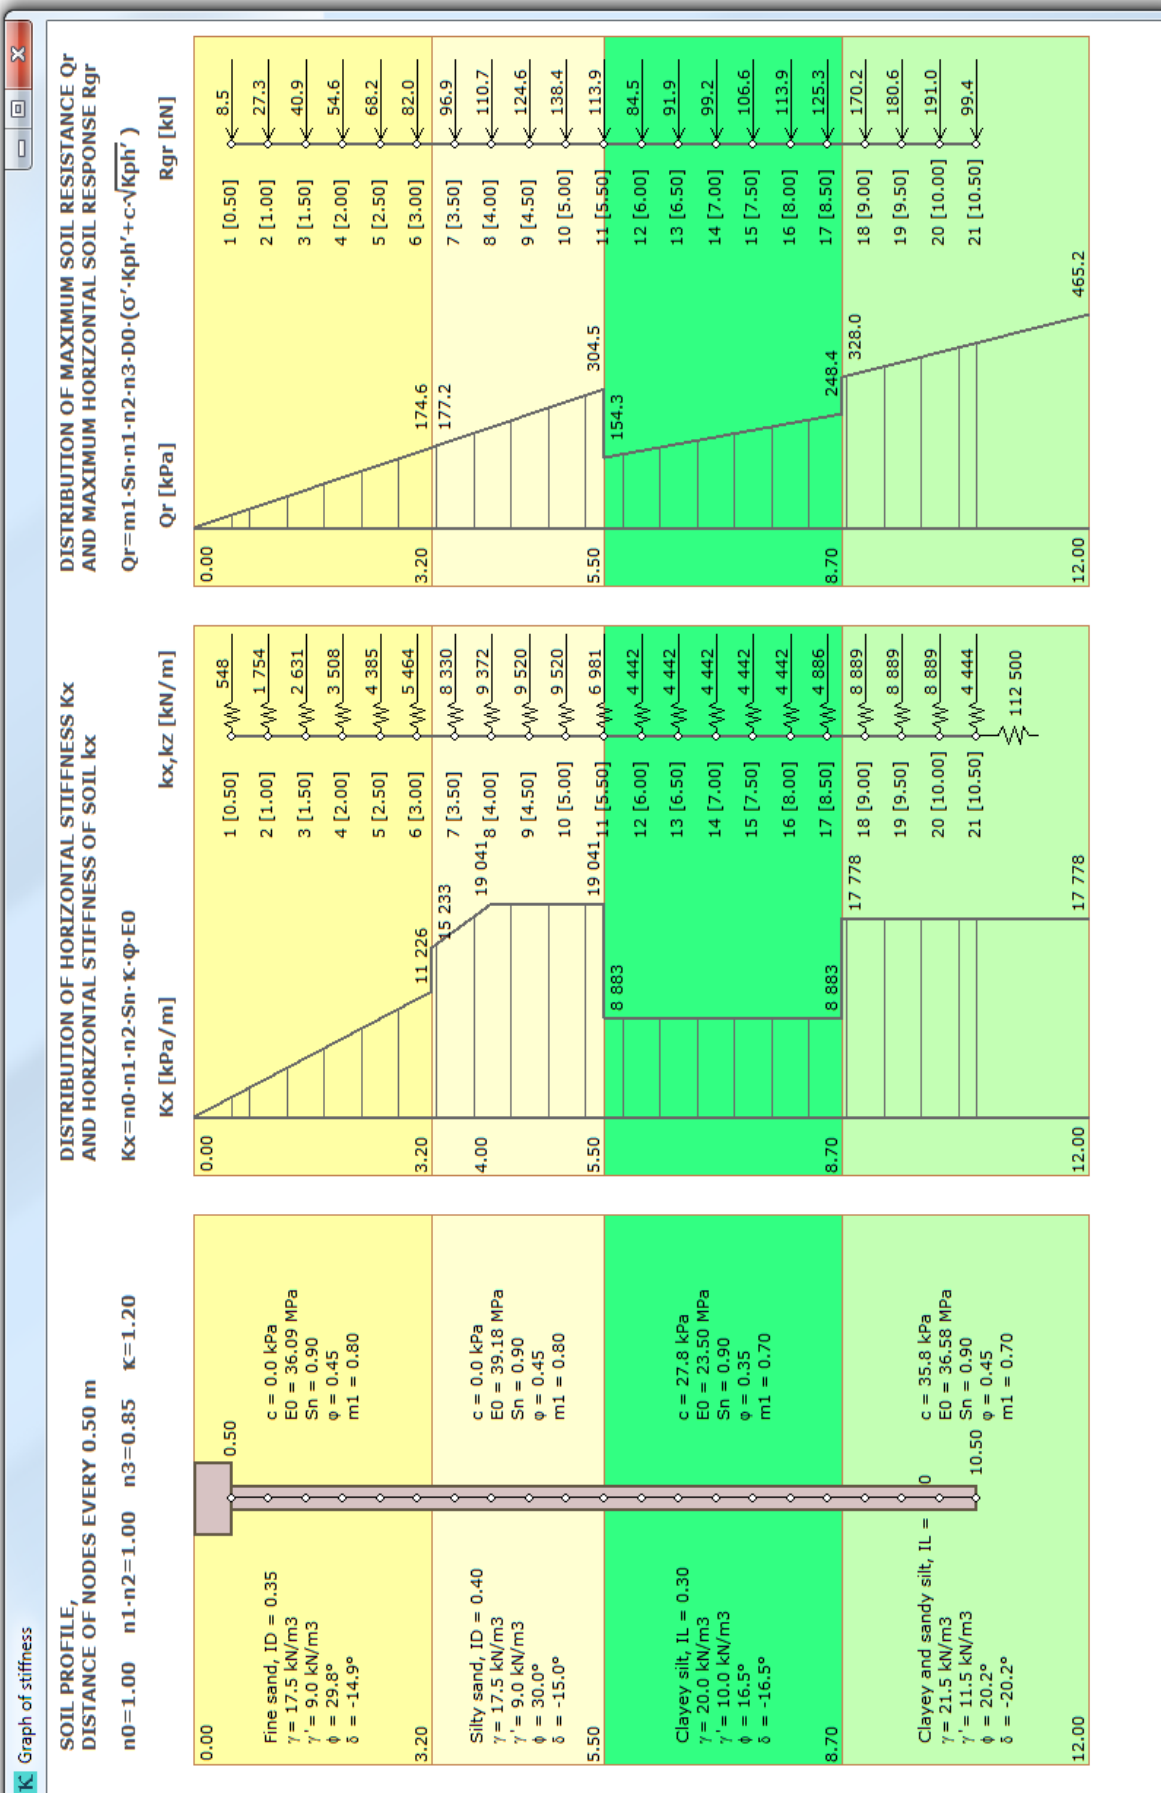 Graph of stiffness
SOIL PROFILE,
DISTANCE OF NODES EVERY 0.50 m
n0=1.00 n1·n2=1.00 n3=0.85 κ=1.20
0.00
0.50
Fine sand, ID = 0.35
γ= 17.5 kN/m3
γ'= 9.0 kN/m3
ϕ = 29.8°
δ = -14.9°
c = 0.0 kPa
E0 = 36.09 MPa
Sn = 0.90
φ = 0.45
m1 = 0.80
3.20
Silty sand, ID = 0.40
γ= 17.5 kN/m3
γ'= 9.0 kN/m3
ϕ = 30.0°
δ = -15.0°
c = 0.0 kPa
E0 = 39.18 MPa
Sn = 0.90
φ = 0.45
m1 = 0.80
5.50
Clayey silt, IL = 0.30
γ= 20.0 kN/m3
γ'= 10.0 kN/m3
ϕ = 16.5°
δ = -16.5°
c = 27.8 kPa
E0 = 23.50 MPa
Sn = 0.90
φ = 0.35
m1 = 0.70
8.70
Clayey and sandy silt, IL = 0
γ= 21.5 kN/m3
γ'= 11.5 kN/m3
ϕ = 20.2°
δ = -20.2°
c = 35.8 kPa
E0 = 36.58 MPa
Sn = 0.90
φ = 0.45
m1 = 0.70
10.50
12.00
DISTRIBUTION OF HORIZONTAL STIFFNESS Kx
AND HORIZONTAL STIFFNESS OF SOIL kx
Kx=n0·n1·n2·Sn·κ·φ·E0
Kx [kPa/m]
kx,kz [kN/m]
0.00
3.20
4.00
5.50
8.70
12.00
11 226
15 233
19 041
19 041
8 883
8 883
17 778
17 778
1 [0.50] 548
2 [1.00] 1 754
3 [1.50] 2 631
4 [2.00] 3 508
5 [2.50] 4 385
6 [3.00] 5 464
7 [3.50] 8 330
8 [4.00] 9 372
9 [4.50] 9 520
10 [5.00] 9 520
11 [5.50] 6 981
12 [6.00] 4 442
13 [6.50] 4 442
14 [7.00] 4 442
15 [7.50] 4 442
16 [8.00] 4 442
17 [8.50] 4 886
18 [9.00] 8 889
19 [9.50] 8 889
20 [10.00] 8 889
21 [10.50] 4 444
112 500
DISTRIBUTION OF MAXIMUM SOIL RESISTANCE Qr
AND MAXIMUM HORIZONTAL SOIL RESPONSE Rgr
Qr=m1·Sn·n1·n2·n3·D0·(σ'·Kph'+c·√Kph' )
Qr [kPa]
Rgr [kN]
0.00
3.20
5.50
8.70
12.00
174.6
177.2
304.5
154.3
248.4
328.0
465.2
1 [0.50] 8.5
2 [1.00] 27.3
3 [1.50] 40.9
4 [2.00] 54.6
5 [2.50] 68.2
6 [3.00] 82.0
7 [3.50] 96.9
8 [4.00] 110.7
9 [4.50] 124.6
10 [5.00] 138.4
11 [5.50] 113.9
12 [6.00] 84.5
13 [6.50] 91.9
14 [7.00] 99.2
15 [7.50] 106.6
16 [8.00] 113.9
17 [8.50] 125.3
18 [9.00] 170.2
19 [9.50] 180.6
20 [10.00] 191.0
21 [10.50] 99.4